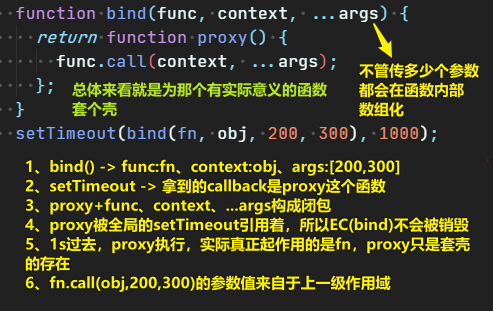 function bind(func, context, ...args) {
return function proxy() {
func.call(context, ...args);
};
}
setTimeout(bind(fn, obj, 200, 300), 1000);
不管传多少个参数
都会在函数内部
数组化
总体来看就是为那个有实际意义的函数
套个壳
1、bind() -> func:fn、context:obj、args:[200,300]
2、setTimeout -> 拿到的callback是proxy这个函数
3、proxy+func、context、...args构成闭包
4、proxy被全局的setTimeout引用着，所以EC(bind)不会被销毁
5、1s过去，proxy执行，实际真正起作用的是fn，proxy只是套壳
的存在
6、fn.call(obj,200,300)的参数值来自于上一级作用域